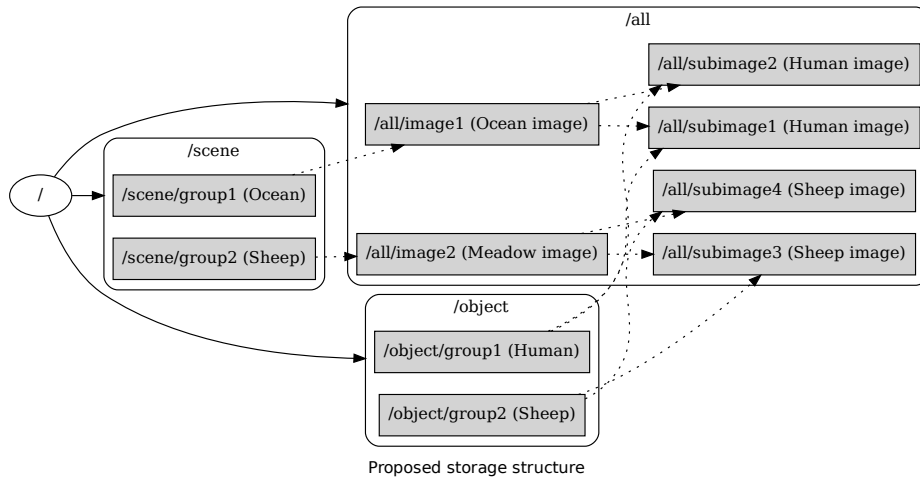 /all
/all/subimage2 (Human image)
/all/image1 (Ocean image)
/all/subimage1 (Human image)
/scene
/
/scene/group1 (Ocean)
/all/subimage4 (Sheep image)
/scene/group2 (Sheep)
/all/image2 (Meadow image)
/all/subimage3 (Sheep image)
/object
/object/group1 (Human)
/object/group2 (Sheep)
Proposed storage structure